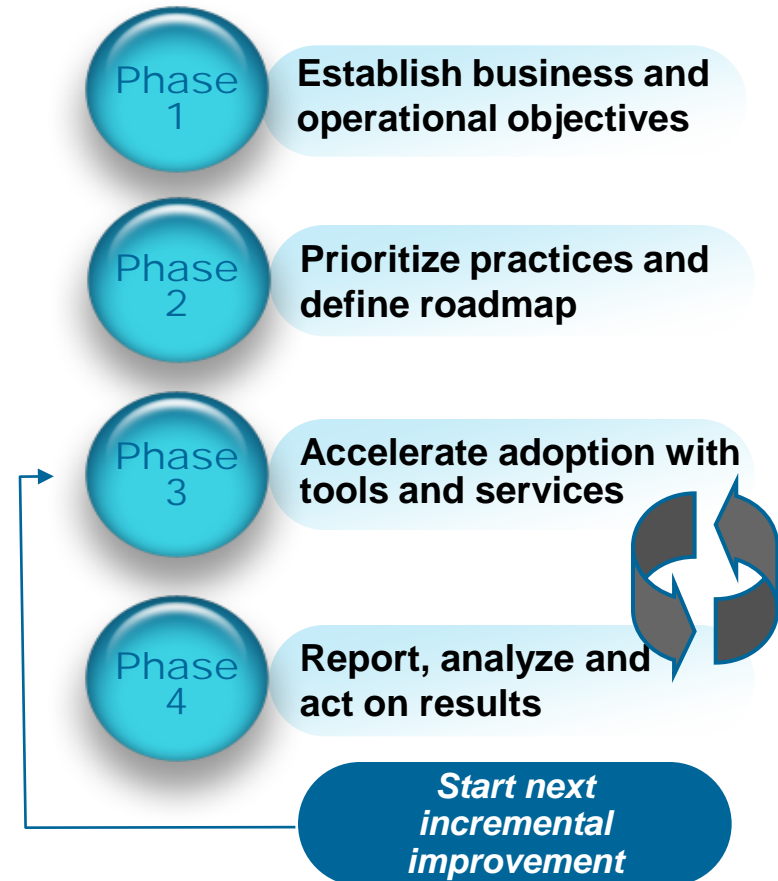 Phase
1
Establish business and
operational objectives
Phase
2
Prioritize practices and
define roadmap
Phase
3
Accelerate adoption with
tools and services
Phase
4
Report, analyze and
act on results
Start next
incremental
improvement